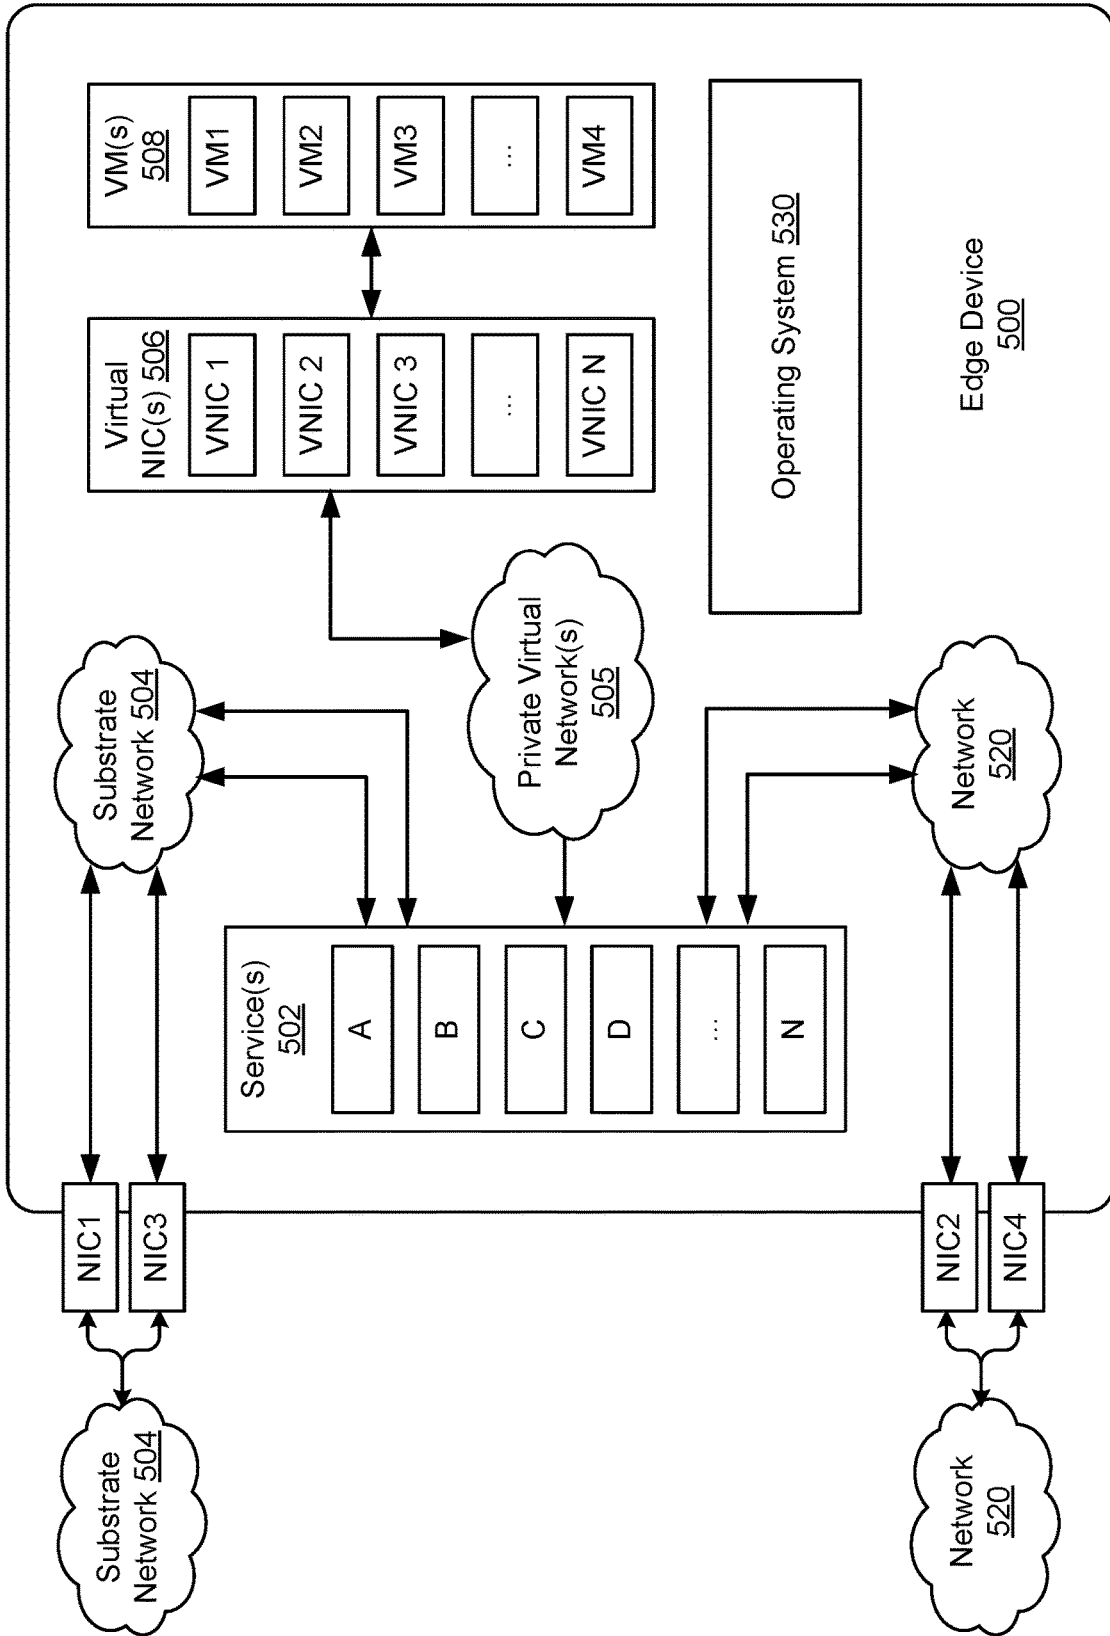 Substrate
Network 504
NIC1
NIC3
Substrate
Network 504
Service(s)
502
A
B
C
D
...
N
Private Virtual
Network(s)
505
Virtual
NIC(s) 506
VNIC 1
VNIC 2
VNIC 3
...
VNIC N
VM(s)
508
VM1
VM2
VM3
...
VM4
Network
520
NIC2
NIC4
Network
520
Operating System 530
Edge Device
500